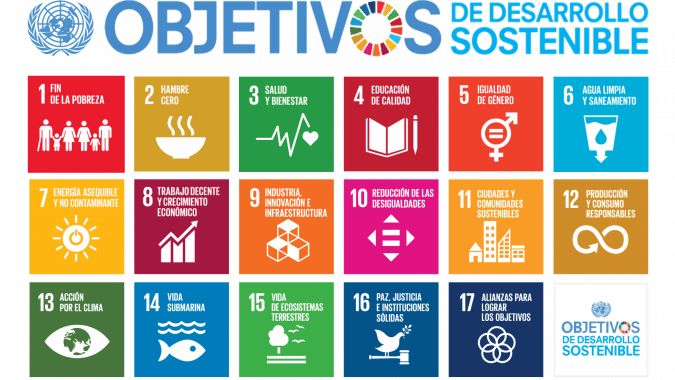 OBJETIVOS DE DESARROLLO
SOSTENIBLE
1 FIN
DE LA POBREZA
2 HAMBRE
CERO
3 SALUD
Y BIENESTAR
4 EDUCACIÓN
DE CALIDAD
5 IGUALDAD
DE GÉNERO
6 AGUA LIMPIA
Y SANEAMIENTO
7 ENERGÍA ASEQUIBLE
Y NO CONTAMINANTE
8 TRABAJO DECENTE
Y CRECIMIENTO
ECONÓMICO
9 INDUSTRIA,
INNOVACIÓN E
INFRAESTRUCTURA
10 REDUCCIÓN DE LAS
DESIGUALDADES
11 CIUDADES Y
COMUNIDADES
SOSTENIBLES
12 PRODUCCIÓN
Y CONSUMO
RESPONSABLES
13 ACCIÓN
POR EL CLIMA
14 VIDA
SUBMARINA
15 VIDA
DE ECOSISTEMAS
TERRESTRES
16 PAZ, JUSTICIA
E INSTITUCIONES
SÓLIDAS
17 ALIANZAS PARA
LOGRAR
LOS OBJETIVOS
OBJETIVOS
DE DESARROLLO
SOSTENIBLE